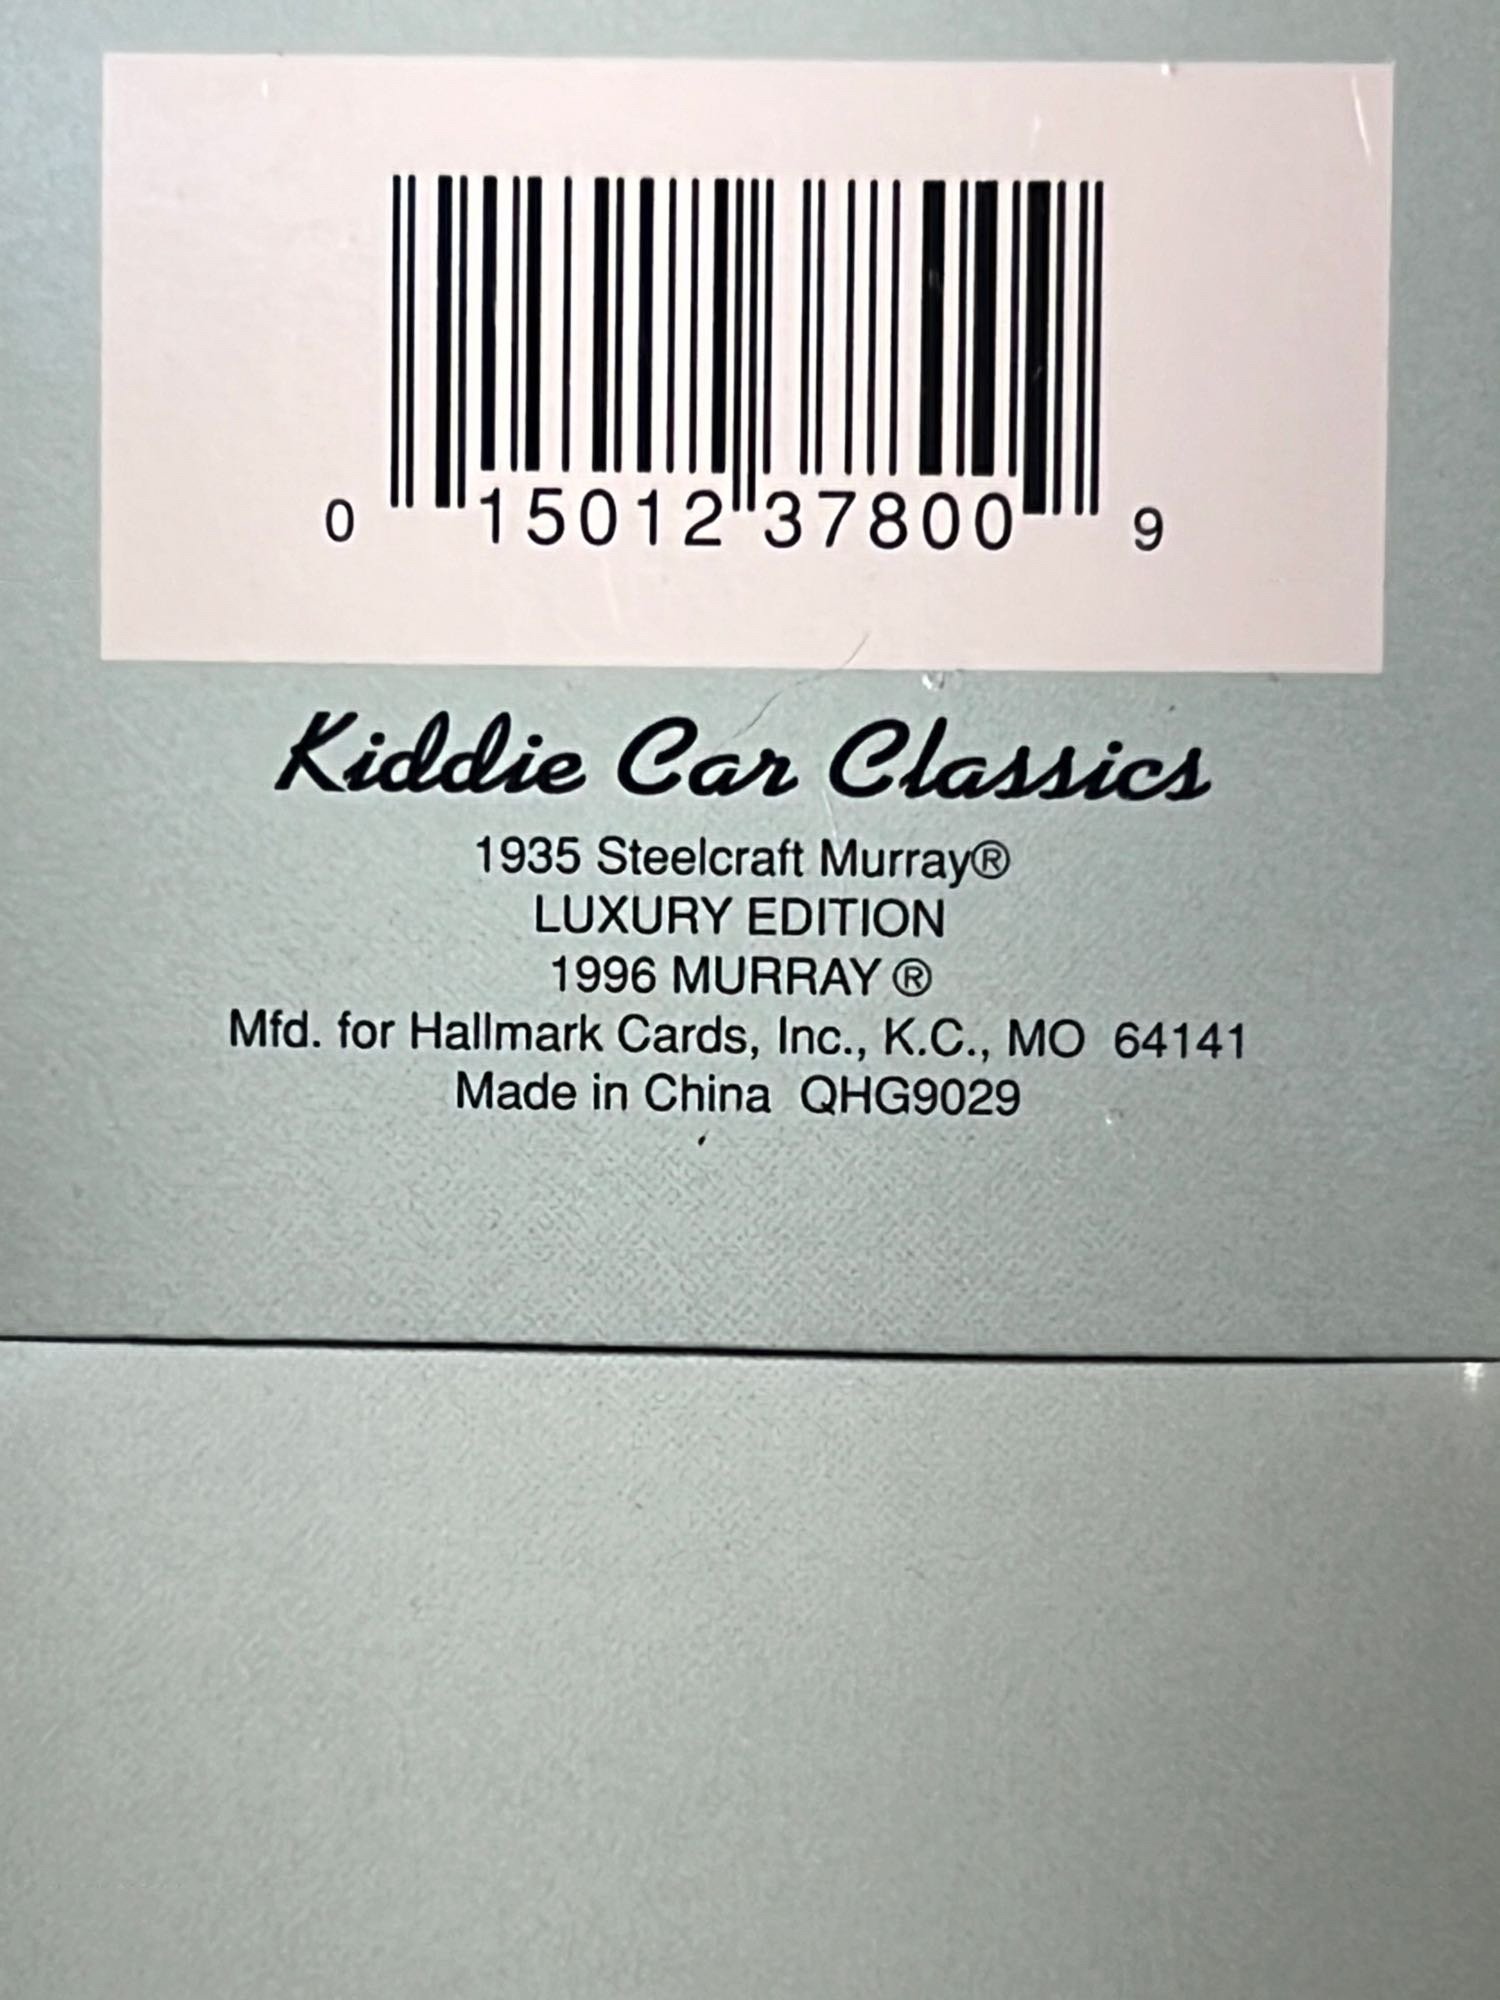 0 15012 37800 9
Kiddie Car Classics
1935 Steelcraft Murray®
LUXURY EDITION
1996 MURRAY ®
Mfd. for Hallmark Cards, Inc., K.C., MO 64141
Made in China QHG9029